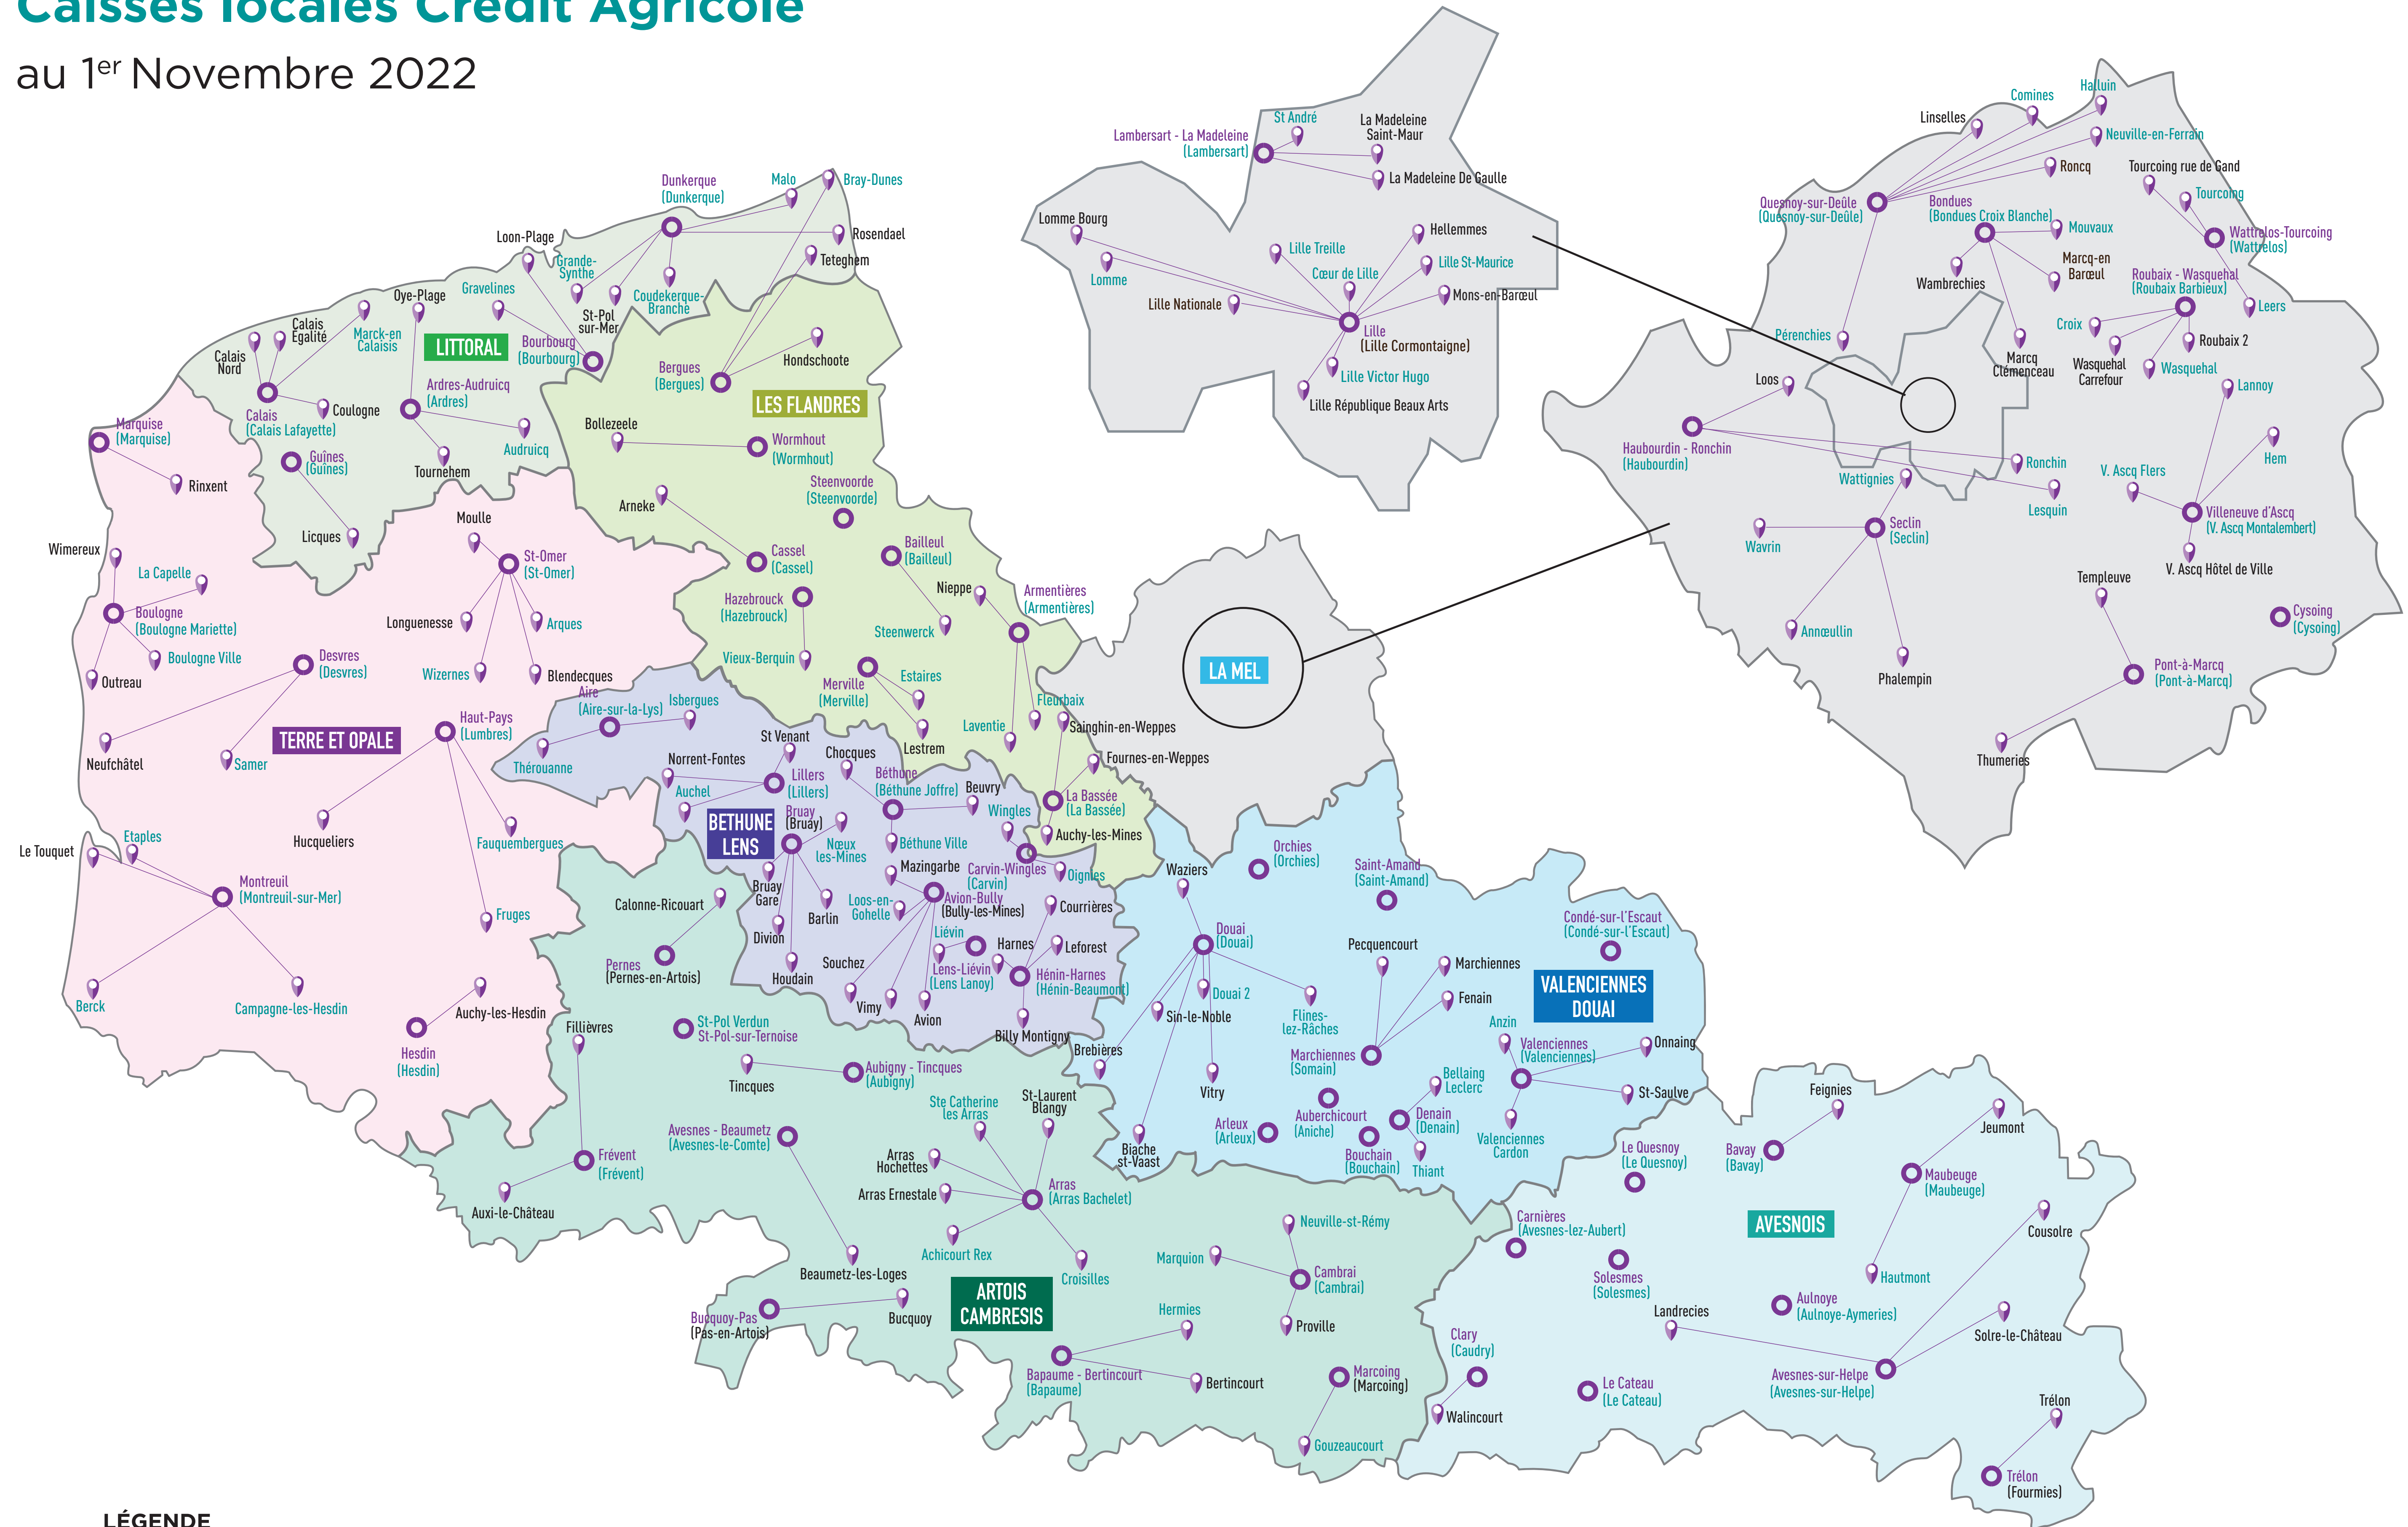 Caisses locales Crédit Agricole
au 1er Novembre 2022
Lambersart - La Madeleine
(Lambersart)
St André
La Madeleine
Saint-Maur
La Madeleine De Gaulle
Lomme Bourg
Lomme
Lille Treille
Cœur de Lille
Hellemmes
Lille St-Maurice
Mons-en-Barœul
Lille Nationale
Lille
(Lille Cormontaigne)
Lille Victor Hugo
Lille République Beaux Arts
Linselles
Comines
Halluin
Neuville-en-Ferrain
Roncq
Tourcoing rue de Gand
Tourcoing
Quesnoy-sur-Deûle
(Quesnoy-sur-Deûle)
Bondues
(Bondues Croix Blanche)
Mouvaux
Wattrelos-Tourcoing
(Wattrelos)
Marcq-en
Barœul
Wambrechies
Roubaix - Wasquehal
(Roubaix Barbieux)
Leers
Pérenchies
Croix
Roubaix 2
Marcq
Clémenceau
Wasquehal
Carrefour
Wasquehal
Lannoy
Loos
Haubourdin - Ronchin
(Haubourdin)
Ronchin
Wattignies
Lesquin
V. Ascq Flers
Hem
Villeneuve d'Ascq
(V. Ascq Montalembert)
V. Ascq Hôtel de Ville
Seclin
(Seclin)
Wavrin
Annœullin
Phalempin
Templeuve
Cysoing
(Cysoing)
Pont-à-Marcq
(Pont-à-Marcq)
Thumeries
Dunkerque
(Dunkerque)
Malo
Bray-Dunes
Rosendael
Teteghem
Loon-Plage
Grande-
Synthe
Gravelines
Coudekerque-
Branche
St-Pol
sur-Mer
Oye-Plage
Calais
Egalité
Marck-en
Calaisis
Calais
Nord
LITTORAL
Bourbourg
(Bourbourg)
Bergues
(Bergues)
Hondschoote
LES FLANDRES
Ardres-Audruicq
(Ardres)
Coulogne
Calais
(Calais Lafayette)
Audruicq
Tournehem
Guînes
(Guînes)
Licques
Marquise
(Marquise)
Rinxent
Bollezeele
Wormhout
(Wormhout)
Steenvoorde
(Steenvoorde)
Arneke
Cassel
(Cassel)
Bailleul
(Bailleul)
Nieppe
Armentières
(Armentières)
Hazebrouck
(Hazebrouck)
Steenwerck
Vieux-Berquin
Merville
(Merville)
Estaires
Lestrem
Laventie
Fleurbaix
Sainghin-en-Weppes
Fournes-en-Weppes
La Bassée
(La Bassée)
Auchy-les-Mines
LA MEL
Moulle
St-Omer
(St-Omer)
Longuenesse
Arques
Wizernes
Blendecques
Wimereux
La Capelle
Boulogne
(Boulogne Mariette)
Boulogne Ville
Outreau
Desvres
(Desvres)
Neufchâtel
Samer
TERRE ET OPALE
Haut-Pays
(Lumbres)
Hucqueliers
Fauquembergues
Fruges
Le Touquet
Etaples
Montreuil
(Montreuil-sur-Mer)
Berck
Campagne-les-Hesdin
Auchy-les-Hesdin
Hesdin
(Hesdin)
Aire
(Aire-sur-la-Lys)
Isbergues
Thérouanne
Norrent-Fontes
St Venant
Chocques
Lillers
(Lillers)
Auchel
Béthune
(Béthune Joffre)
Beuvry
Wingles
BETHUNE
LENS
Bruay
(Bruay)
Nœux
les-Mines
Béthune Ville
Mazingarbe
Carvin-Wingles
(Carvin)
Oignies
Bruay
Gare
Barlin
Divion
Houdain
Loos-en-
Gohelle
Avion-Bully
(Bully-les-Mines)
Courrières
Liévin
Harnes
Leforest
Lens-Liévin
(Lens Lanoy)
Hénin-Harnes
(Hénin-Beaumont)
Souchez
Vimy
Avion
Billy Montigny
Calonne-Ricouart
Pernes
(Pernes-en-Artois)
Fillièvres
St-Pol Verdun
St-Pol-sur-Ternoise
Tincques
Aubigny - Tincques
(Aubigny)
Ste Catherine
les Arras
St-Laurent
Blangy
Avesnes - Beaumetz
(Avesnes-le-Comte)
Frévent
(Frévent)
Auxi-le-Château
Arras
Hochettes
Arras Ernestale
Arras
(Arras Bachelet)
Achicourt Rex
Croisilles
Beaumetz-les-Loges
Bucquoy-Pas
(Pas-en-Artois)
Bucquoy
ARTOIS
CAMBRESIS
Neuville-st-Rémy
Marquion
Cambrai
(Cambrai)
Proville
Hermies
Bapaume - Bertincourt
(Bapaume)
Bertincourt
Marcoing
(Marcoing)
Gouzeaucourt
Orchies
(Orchies)
Saint-Amand
(Saint-Amand)
Waziers
Douai
(Douai)
Condé-sur-l'Escaut
(Condé-sur-l'Escaut)
Pecquencourt
Marchiennes
Fenain
VALENCIENNES
DOUAI
Douai 2
Sin-le-Noble
Flines-
lez-Râches
Brebières
Vitry
Biache
st-Vaast
Marchiennes
(Somain)
Anzin
Valenciennes
(Valenciennes)
Onnaing
St-Saulve
Bellaing
Leclerc
Denain
(Denain)
Valenciennes
Cardon
Arleux
(Arleux)
Auberchicourt
(Aniche)
Bouchain
(Bouchain)
Thiant
Le Quesnoy
(Le Quesnoy)
Feignies
Bavay
(Bavay)
Jeumont
Maubeuge
(Maubeuge)
Cousolre
Hautmont
AVESNOIS
Carnières
(Avesnes-lez-Aubert)
Solesmes
(Solesmes)
Aulnoye
(Aulnoye-Aymeries)
Landrecies
Solre-le-Château
Clary
(Caudry)
Walincourt
Le Cateau
(Le Cateau)
Avesnes-sur-Helpe
(Avesnes-sur-Helpe)
Trélon
Trélon
(Fourmies)
LÉGENDE